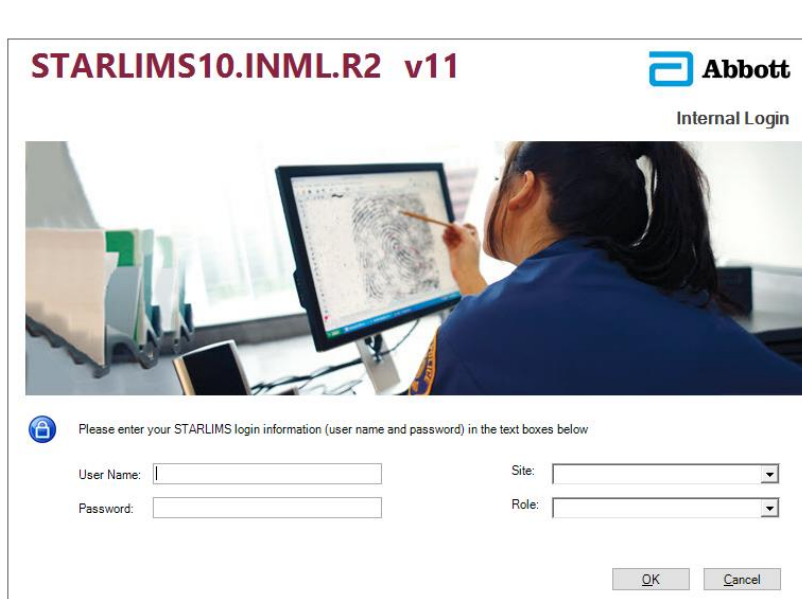 STARLIMS10.INML.R2 v11
Abbott
Internal Login
Please enter your STARLIMS login information (user name and password) in the text boxes below
User Name:
Site:
Password:
Role:
OK
Cancel